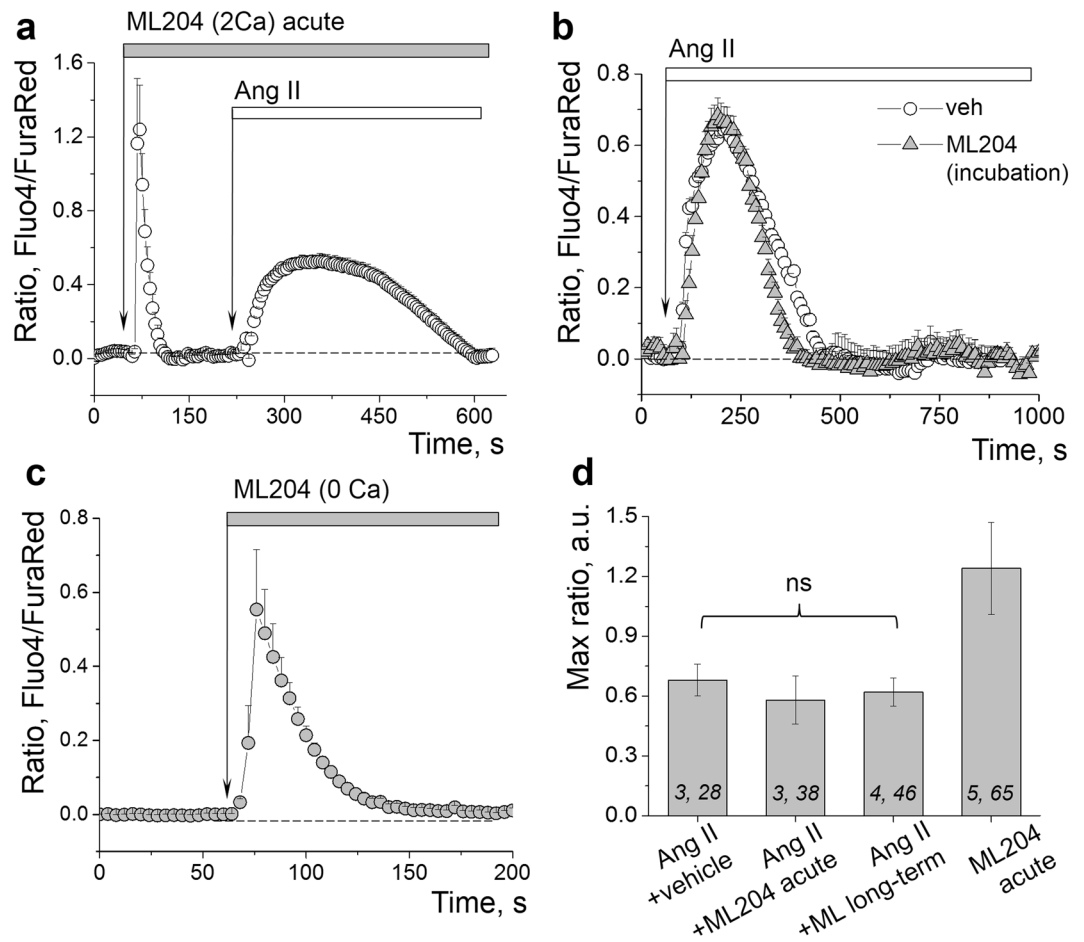 a
ML204 (2Ca) acute
Ang II
Ratio, Fluo4/FuraRed
1.6
1.2
0.8
0.4
0.0
0 150 300 450 600
Time, s
b
Ang II
veh
ML204
(incubation)
Ratio, Fluo4/FuraRed
0.8
0.6
0.4
0.2
0.0
0 250 500 750 1000
Time, s
c
ML204 (0 Ca)
Ratio, Fluo4/FuraRed
0.8
0.6
0.4
0.2
0.0
0 50 100 150 200
Time, s
d
Max ratio, a.u.
1.5
1.2
0.9
0.6
0.3
0.0
ns
3, 28 3, 38 4, 46 5, 65
Ang II
+vehicle
Ang II
+ML204 acute
Ang II
+ML long-term
ML204
acute